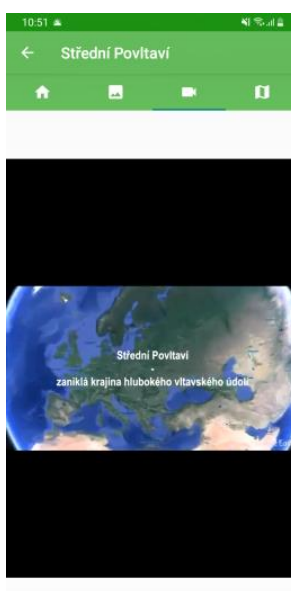 10:51
Střední Povltaví
Střední Povltaví
-
zaniklá krajina hlubokého vltavského údolí